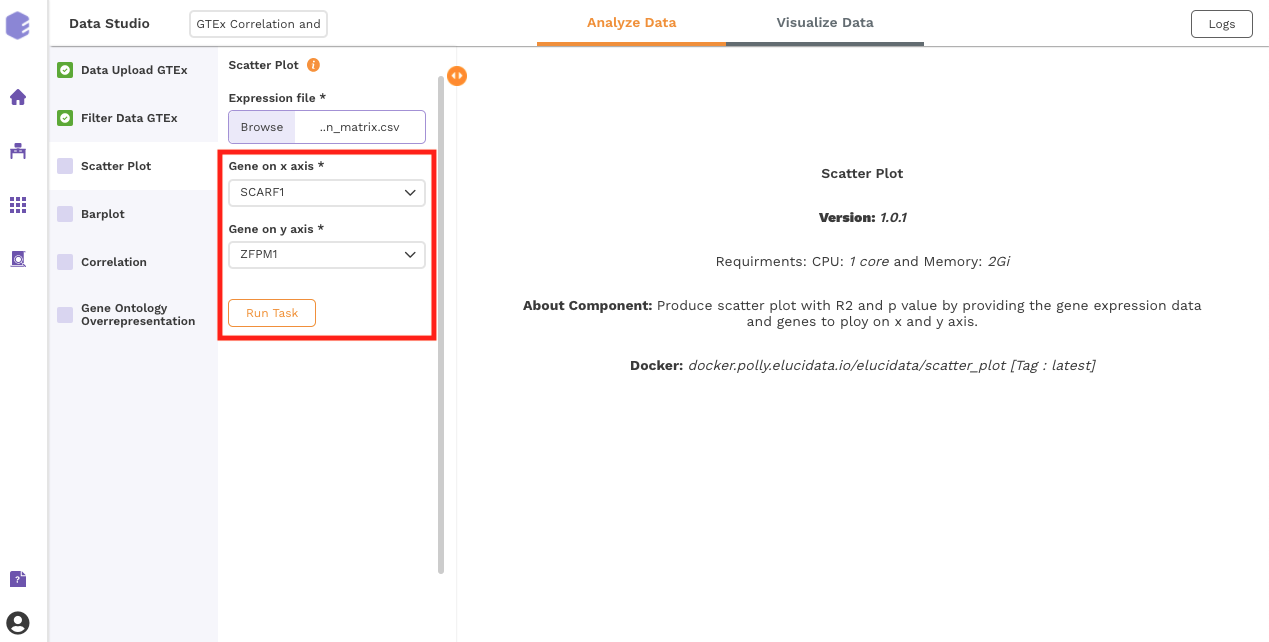 Data Studio
GTEx Correlation and
Analyze Data
Visualize Data
Logs
Data Upload GTEx
Filter Data GTEx
Scatter Plot
Barplot
Correlation
Gene Ontology
Overrepresentation
Scatter Plot i
Expression file *
Browse ..n_matrix.csv
Gene on x axis *
SCARF1
Gene on y axis *
ZFPM1
Run Task
Scatter Plot
Version: 1.0.1
Requirments: CPU: 1 core and Memory: 2Gi
About Component: Produce scatter plot with R2 and p value by providing the gene expression data
and genes to ploy on x and y axis.
Docker: docker.polly.elucidata.io/elucidata/scatter_plot [Tag : latest]
?